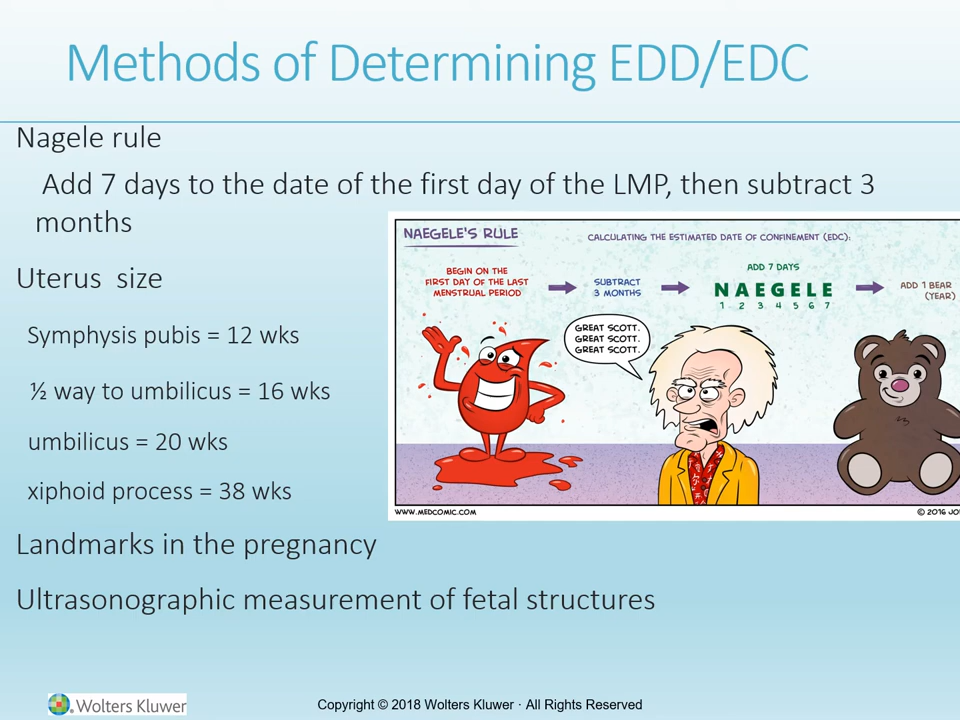 Methods of Determining EDD/EDC
Nagele rule
Add 7 days to the date of the first day of the LMP, then subtract 3
months
Uterus size
Symphysis pubis = 12 wks
½ way to umbilicus = 16 wks
umbilicus = 20 wks
xiphoid process = 38 wks
NAEGELE'S RULE
CALCULATING THE ESTIMATED DATE OF CONFINEMENT (EDC):
BEGIN ON THE
FIRST DAY OF THE LAST
MENSTRUAL PERIOD
SUBTRACT
3 MONTHS
ADD 7 DAYS
NAEGELE
1 2 3 4 5 6 7
ADD 1 BEAR
(YEAR)
GREAT SCOTT.
GREAT SCOTT.
GREAT SCOTT.
WWW.MEDCOMIC.COM
© 2016 JO
Landmarks in the pregnancy
Ultrasonographic measurement of fetal structures
Wolters Kluwer
Copyright © 2018 Wolters Kluwer · All Rights Reserved